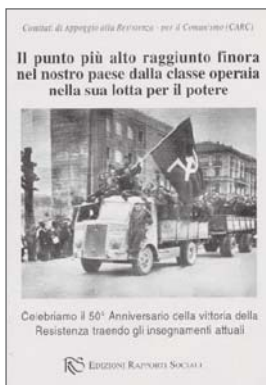 Comitati di Appoggio alla Resistenza - per il Comunismo (CARC)
Il punto più alto raggiunto finora
nel nostro paese dalla classe operaia
nella sua lotta per il potere
Celebriamo il 50° Anniversario della vittoria della
Resistenza traendo gli insegnamenti attuali
RS EDIZIONI RAPPORTI SOCIALI